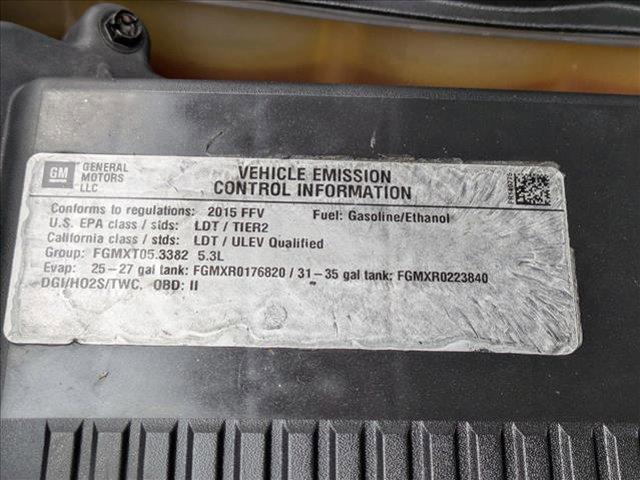 GM
GENERAL
MOTORS
LLC
VEHICLE EMISSION
CONTROL INFORMATION
Conforms to regulations: 2015 FFV Fuel: Gasoline/Ethanol
U.S. EPA class / stds: LDT / TIER2
California class / stds: LDT / ULEV Qualified
Group: FGMXT05.3382 5.3L
Evap: 25-27 gal tank: FGMXR0176820 / 31-35 gal tank: FGMXR0223840
DGI/HO2S/TWC, OBD: II